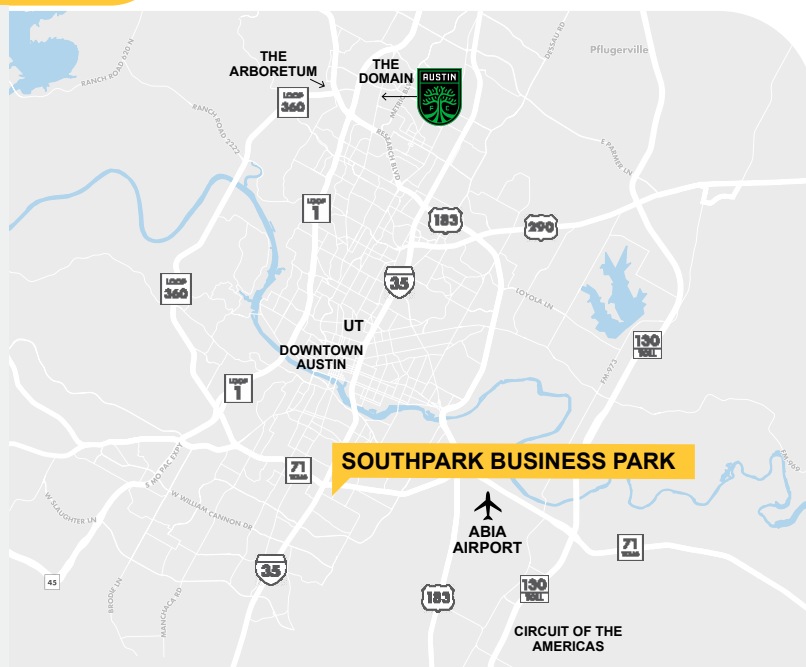 DESSAU RD
Pflugerville
RANCH ROAD 620 N
THE
ARBORETUM
THE
DOMAIN
AUSTIN
F C
METRIC BLVD
LOOP
360
RANCH ROAD 2222
RESEARCH BLVD
E PARMER LN
LOOP
1
183
290
35
LOOP
360
LOYOLA LN
UT
DOWNTOWN
AUSTIN
130
TOLL
FM-973
LOOP
1
S MO PAC EXPY
SOUTHPARK BUSINESS PARK
71
TEXAS
FM-969
W SLAUGHTER LN
W WILLIAM CANNON DR
ABIA
AIRPORT
71
TEXAS
35
45
BRODIE LN
MANCHACA RD
183
130
TOLL
CIRCUIT OF THE
AMERICAS